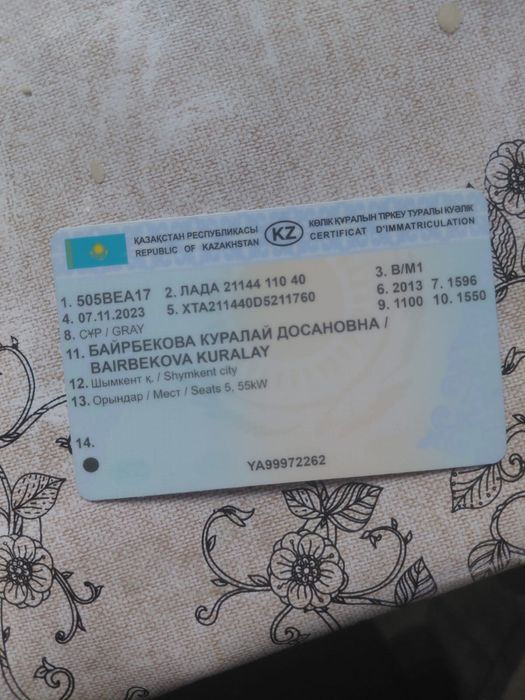 ҚАЗАҚСТАН РЕСПУБЛИКАСЫ
REPUBLIC OF KAZAKHSTAN
KZ
КӨЛІК ҚҰРАЛЫН ТІРКЕУ ТУРАЛЫ КУӘЛІК
CERTIFICAT D'IMMATRICULATION
1. 505BEA17 2. ЛАДА 21144 110 40 3. B/M1
4. 07.11.2023 5. XTA211440D5211760 6. 2013 7. 1596
8. СҰР / GRAY 9. 1100 10. 1550
11. БАЙРБЕКОВА КУРАЛАЙ ДОСАНОВНА /
BAIRBEKOVA KURALAY
12. Шымкент қ. / Shymkent city
13. Орындар / Мест / Seats 5, 55kW
14.
YA99972262